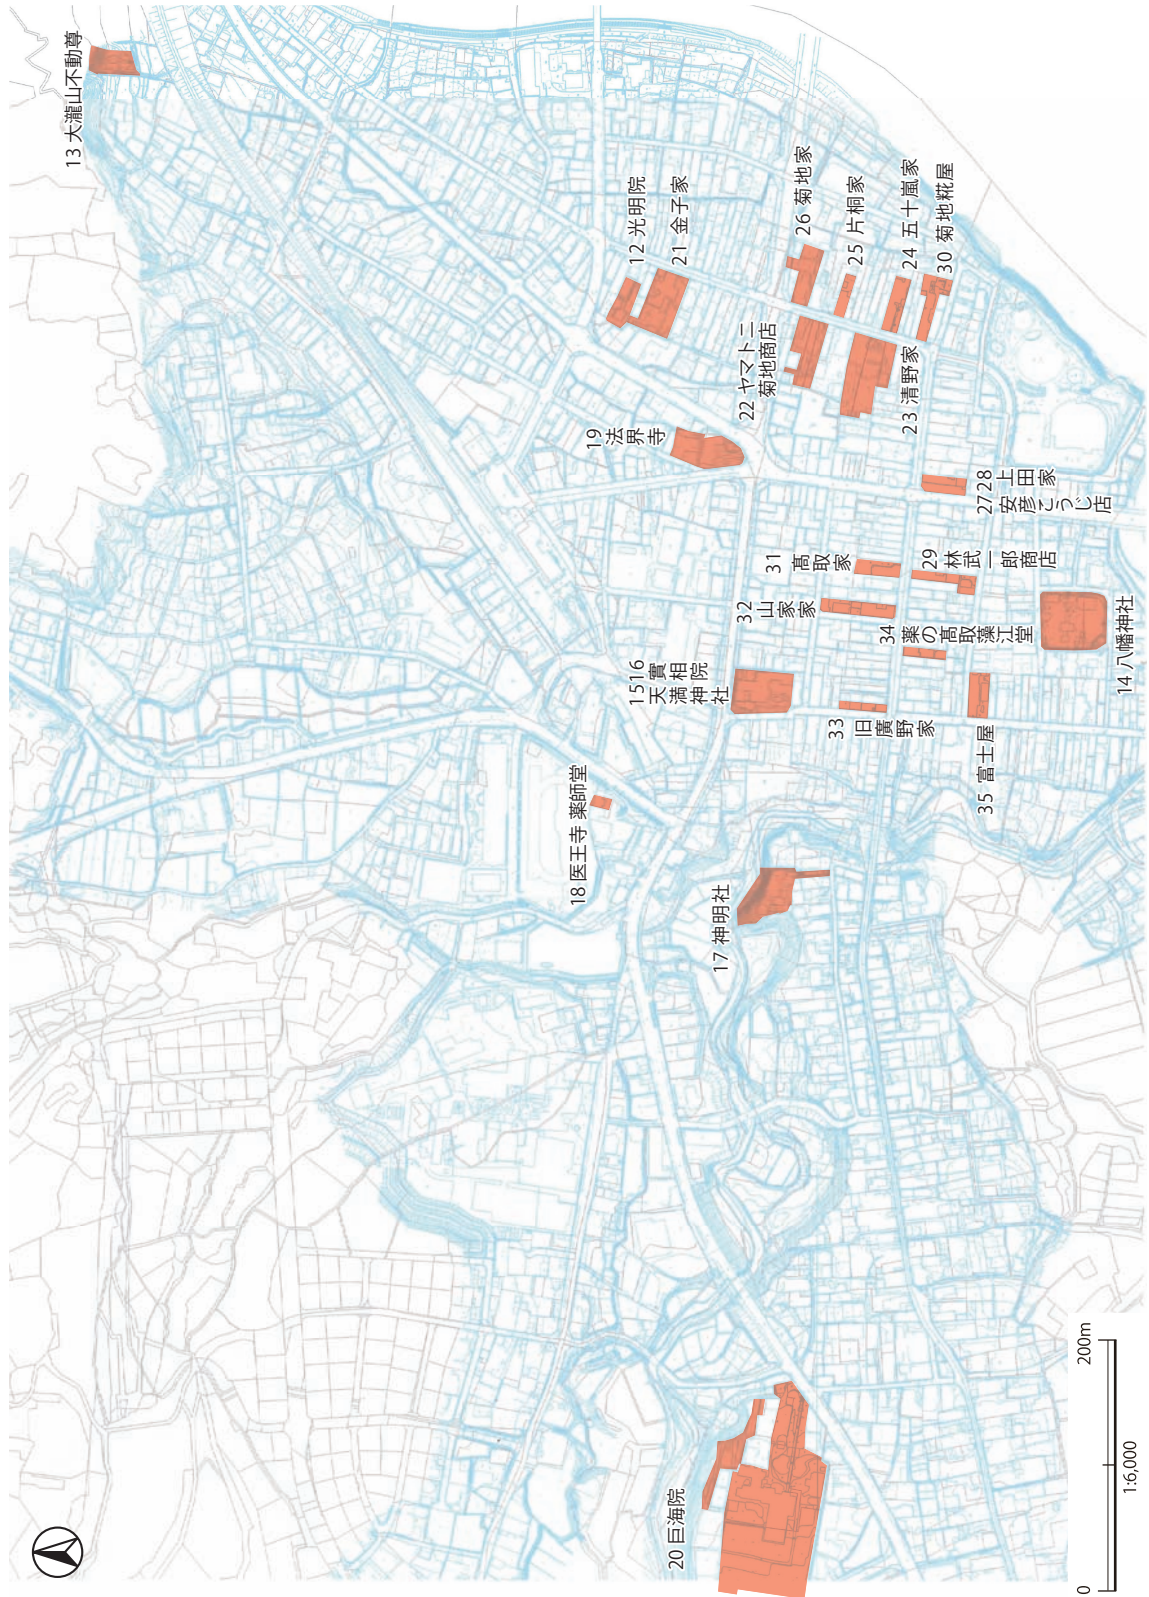 13 大瀧山不動尊
12 光明院
21 金子家
26 菊地家
25 片桐家
24 五十嵐家
30 菊地糀屋
22 ヤマトニ
菊地商店
23 清野家
19
法界寺
2728
上田家
安彦こうじ店
31
髙取家
29
林武一郎商店
32
山家家
34
薬の髙取藻江堂
14 八幡神社
1516
實相院
天満神社
33
旧廣野家
35 富士屋
18 医王寺 薬師堂
17 神明社
20 巨海院
0
200m
1:6,000